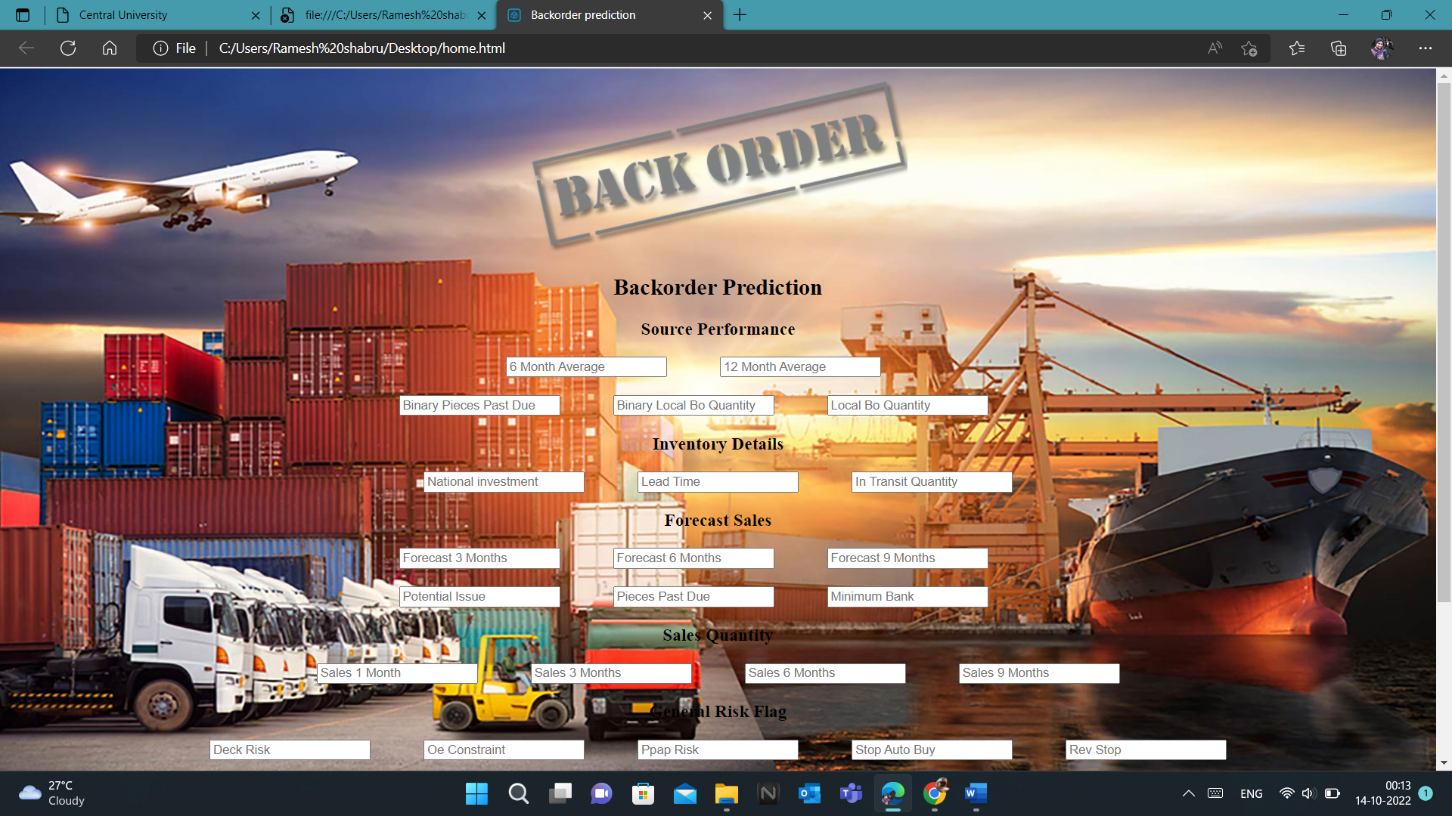 Central University
file:///C:/Users/Ramesh%20shab
Backorder prediction
File
C:/Users/Ramesh%20shabru/Desktop/home.html
BACK ORDER
Backorder Prediction
Source Performance
6 Month Average 12 Month Average
Binary Pieces Past Due Binary Local Bo Quantity Local Bo Quantity
Inventory Details
National investment Lead Time In Transit Quantity
Forecast Sales
Forecast 3 Months Forecast 6 Months Forecast 9 Months
Potential Issue Pieces Past Due Minimum Bank
Sales Quantity
Sales 1 Month Sales 3 Months Sales 6 Months Sales 9 Months
General Risk Flag
Deck Risk Oe Constraint Ppap Risk Stop Auto Buy Rev Stop
27°C
Cloudy
ENG
00:13
14-10-2022
1